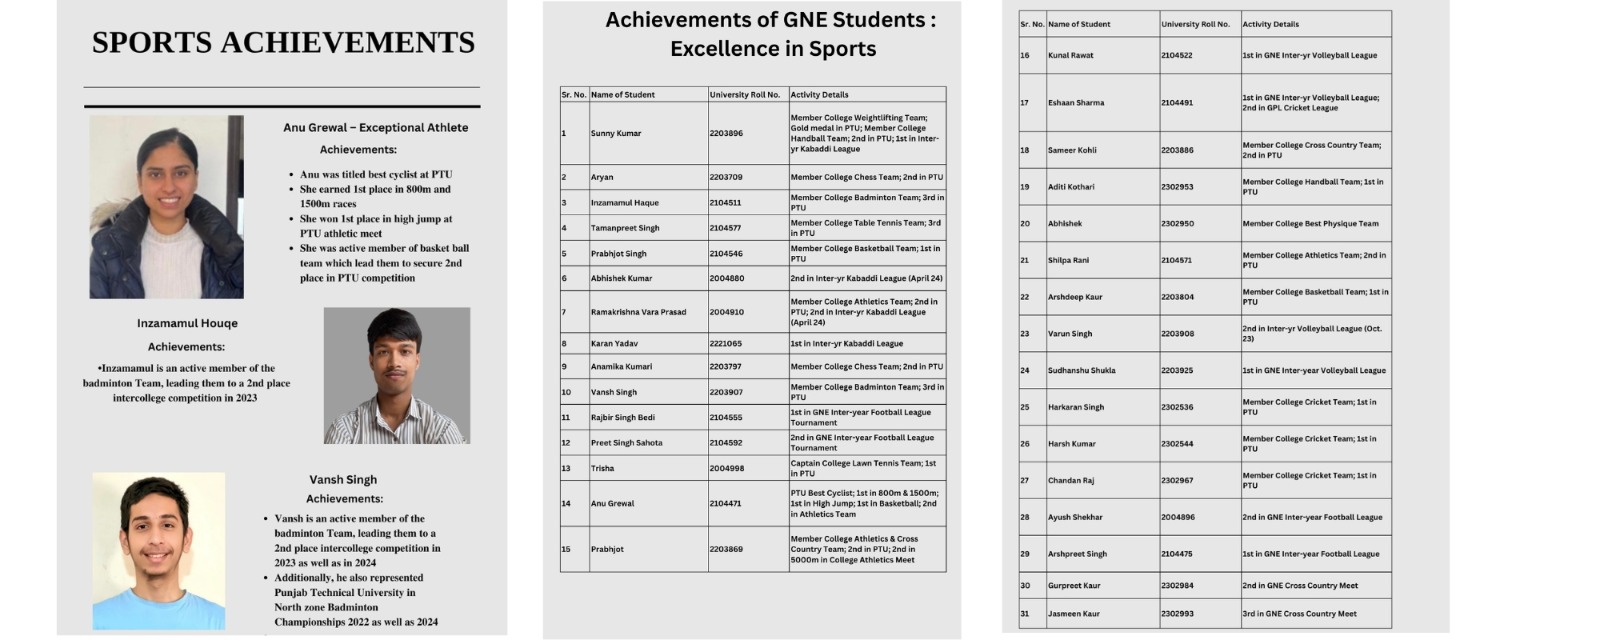 SPORTS ACHIEVEMENTS
Anu Grewal – Exceptional Athlete
Achievements:
• Anu was titled best cyclist at PTU
• She earned 1st place in 800m and
1500m races
• She won 1st place in high jump at
PTU athletic meet
• She was active member of basket ball
team which lead them to secure 2nd
place in PTU competition
Inzamamul Houqe
Achievements:
•Inzamamul is an active member of the
badminton Team, leading them to a 2nd place
intercollege competition in 2023
Vansh Singh
Achievements:
• Vansh is an active member of the
badminton Team, leading them to a
2nd place intercollege competition in
2023 as well as in 2024
• Additionally, he also represented
Punjab Technical University in
North zone Badminton
Championships 2022 as well as 2024
Achievements of GNE Students :
Excellence in Sports
Sr. No. Name of Student University Roll No. Activity Details
1 Sunny Kumar 2203896 Member College Weightlifting Team;
Gold medal in PTU; Member College
Handball Team; 2nd in PTU; 1st in Inter-
yr Kabaddi League
2 Aryan 2203709 Member College Chess Team; 2nd in PTU
3 Inzamamul Haque 2104511 Member College Badminton Team; 3rd in
PTU
4 Tamanpreet Singh 2104577 Member College Table Tennis Team; 3rd
in PTU
5 Prabhjot Singh 2104546 Member College Basketball Team; 1st in
PTU
6 Abhishek Kumar 2004880 2nd in Inter-yr Kabaddi League (April 24)
7 Ramakrishna Vara Prasad 2004910 Member College Athletics Team; 2nd in
PTU; 2nd in Inter-yr Kabaddi League
(April 24)
8 Karan Yadav 2221065 1st in Inter-yr Kabaddi League
9 Anamika Kumari 2203797 Member College Chess Team; 2nd in PTU
10 Vansh Singh 2203907 Member College Badminton Team; 3rd in
PTU
11 Rajbir Singh Bedi 2104555 1st in GNE Inter-year Football League
Tournament
12 Preet Singh Sahota 2104592 2nd in GNE Inter-year Football League
Tournament
13 Trisha 2004998 Captain College Lawn Tennis Team; 1st
in PTU
14 Anu Grewal 2104471 PTU Best Cyclist; 1st in 800m & 1500m;
1st in High Jump; 1st in Basketball; 2nd
in Athletics Team
15 Prabhjot 2203869 Member College Athletics & Cross
Country Team; 2nd in PTU; 2nd in
5000m in College Athletics Meet
Sr. No. Name of Student University Roll No. Activity Details
16 Kunal Rawat 2104522 1st in GNE Inter-yr Volleyball League
17 Eshaan Sharma 2104491 1st in GNE Inter-yr Volleyball League;
2nd in GPL Cricket League
18 Sameer Kohli 2203886 Member College Cross Country Team;
2nd in PTU
19 Aditi Kothari 2302953 Member College Handball Team; 1st in
PTU
20 Abhishek 2302950 Member College Best Physique Team
21 Shilpa Rani 2104571 Member College Athletics Team; 2nd in
PTU
22 Arshdeep Kaur 2203804 Member College Basketball Team; 1st in
PTU
23 Varun Singh 2203908 2nd in Inter-yr Volleyball League (Oct.
23)
24 Sudhanshu Shukla 2203925 1st in GNE Inter-year Volleyball League
25 Harkaran Singh 2302536 Member College Cricket Team; 1st in
PTU
26 Harsh Kumar 2302544 Member College Cricket Team; 1st in
PTU
27 Chandan Raj 2302967 Member College Cricket Team; 1st in
PTU
28 Ayush Shekhar 2004896 2nd in GNE Inter-year Football League
29 Arshpreet Singh 2104475 1st in GNE Inter-year Football League
30 Gurpreet Kaur 2302984 2nd in GNE Cross Country Meet
31 Jasmeen Kaur 2302993 3rd in GNE Cross Country Meet